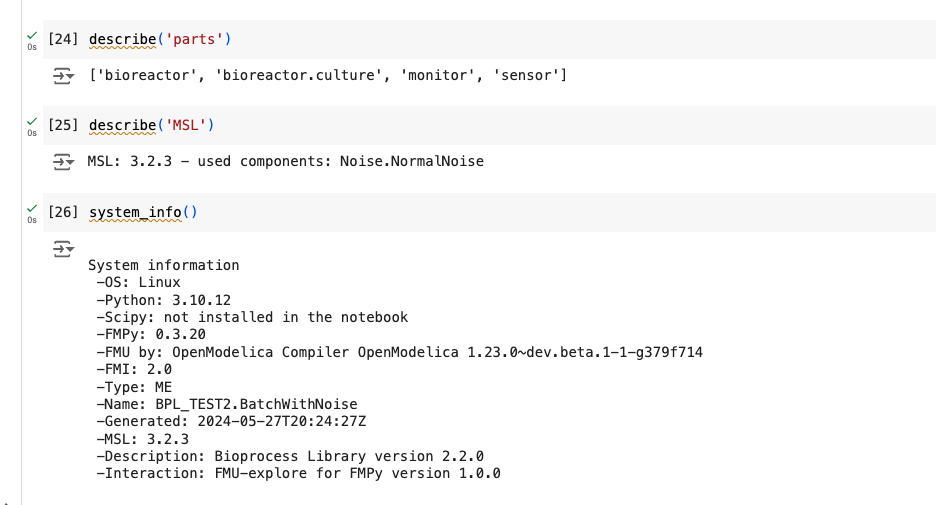 [24] describe('parts')
0s
['bioreactor', 'bioreactor.culture', 'monitor', 'sensor']
[25] describe('MSL')
0s
MSL: 3.2.3 – used components: Noise.NormalNoise
[26] system_info()
0s
System information
-OS: Linux
-Python: 3.10.12
-Scipy: not installed in the notebook
-FMPy: 0.3.20
-FMU by: OpenModelica Compiler OpenModelica 1.23.0~dev.beta.1-1-g379f714
-FMI: 2.0
-Type: ME
-Name: BPL_TEST2.BatchWithNoise
-Generated: 2024-05-27T20:24:27Z
-MSL: 3.2.3
-Description: Bioprocess Library version 2.2.0
-Interaction: FMU-explore for FMPy version 1.0.0